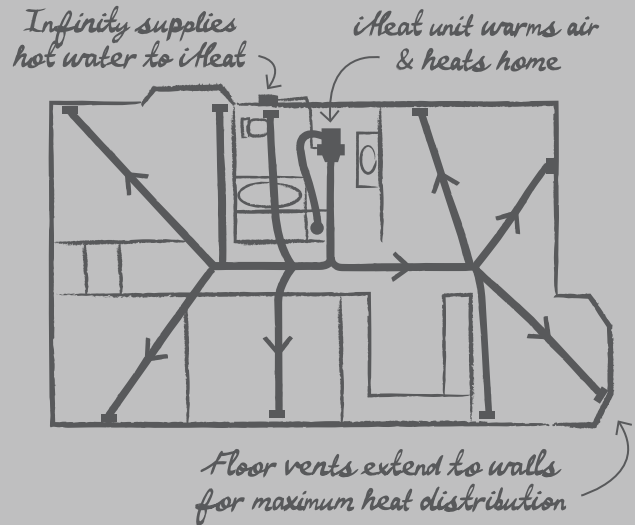 Infinity supplies
hot water to iHeat
iHeat unit warms air
& heats home
Floor vents extend to walls
for maximum heat distribution